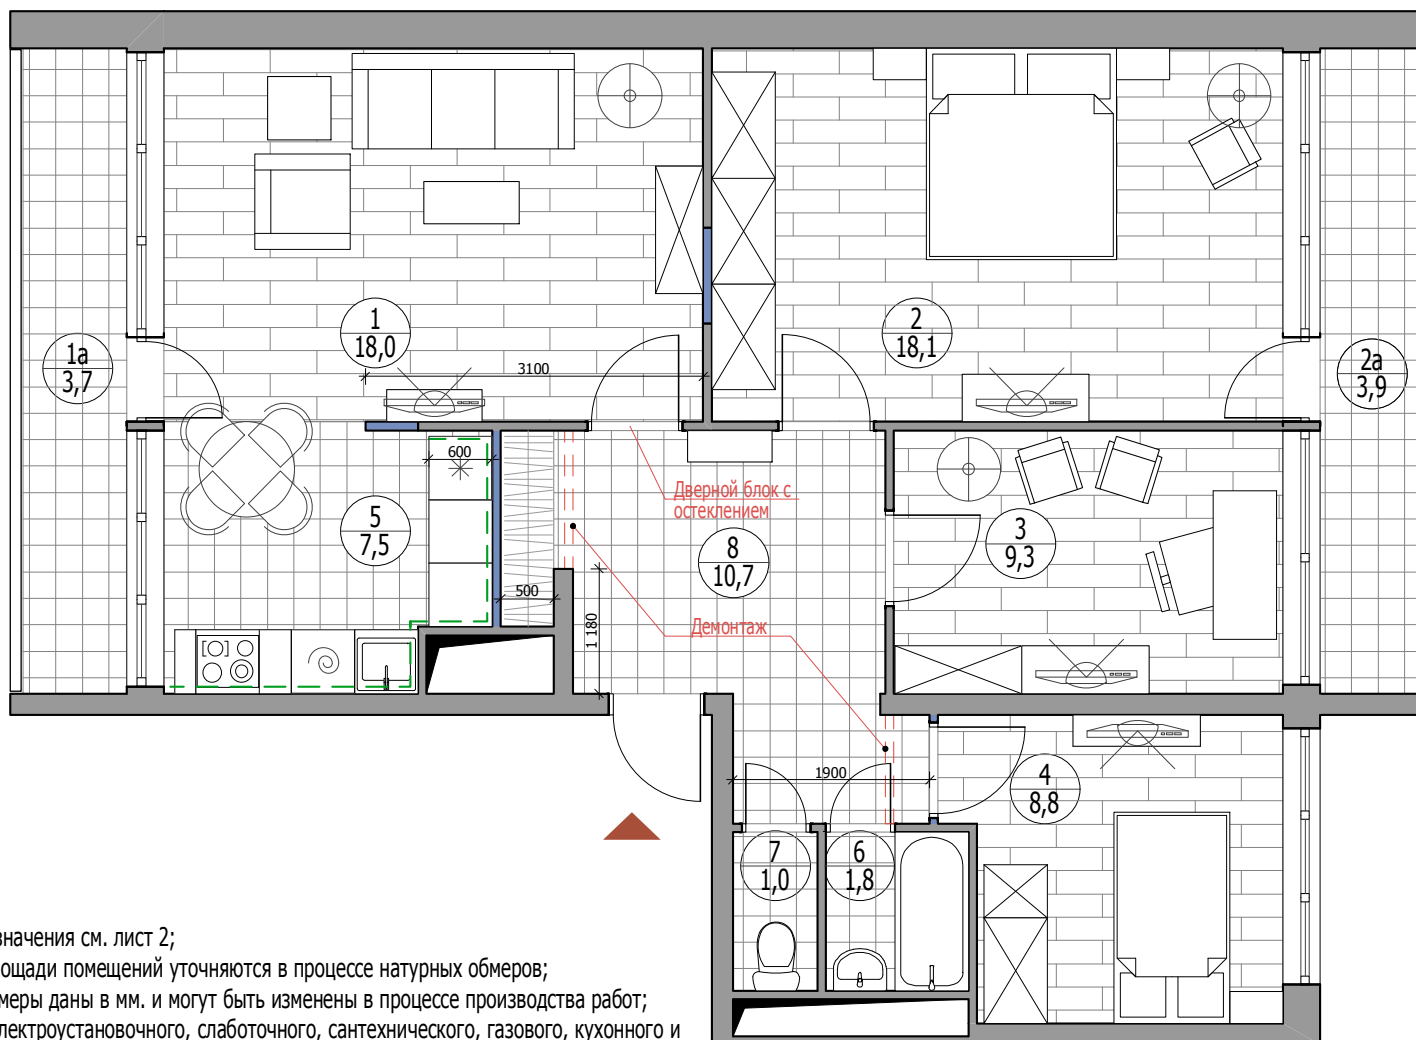 1
18,0
2
18,1
1а
3,7
2а
3,9
3100
600
5
7,5
Дверной блок с
остеклением
8
10,7
3
9,3
500
1 180
Демонтаж
1900
4
8,8
7
1,0
6
1,8
значения см. лист 2;
ощади помещений уточняются в процессе натурных обмеров;
меры даны в мм. и могут быть изменены в процессе производства работ;
лектроустановочного, слаботочного, сантехнического, газового, кухонного и